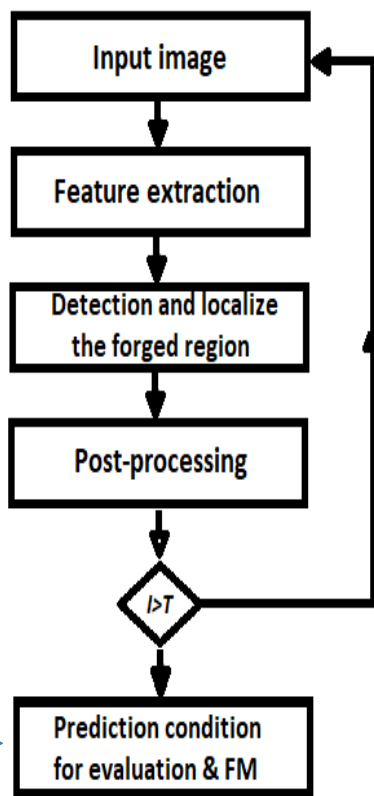 Input image
Feature extraction
Detection and localize
the forged region
Post-processing
I>T
Prediction condition
for evaluation & FM